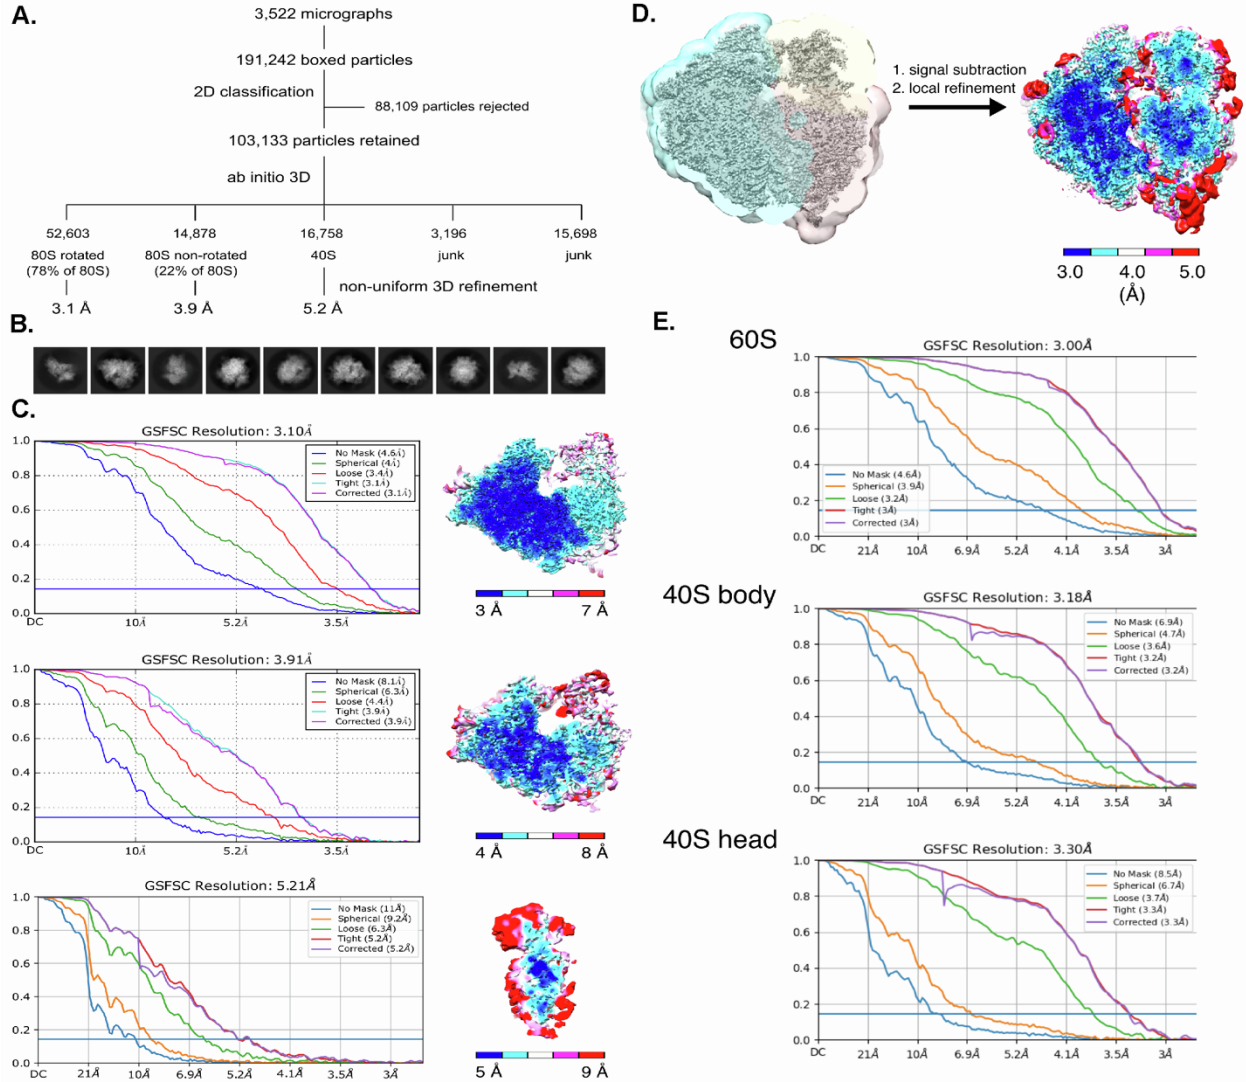 A.
3,522 micrographs
191,242 boxed particles
2D classification
88,109 particles rejected
103,133 particles retained
ab initio 3D
52,603 14,878 16,758 3,196 15,698
80S rotated 80S non-rotated 40S junk junk
(78% of 80S) (22% of 80S)
non-uniform 3D refinement
3.1 Å 3.9 Å 5.2 Å
B.
C.
GSFSC Resolution: 3.10Å
No Mask (4.6Å)
Spherical (4Å)
Loose (3.4Å)
Tight (3.1Å)
Corrected (3.1Å)
1.0
0.8
0.6
0.4
0.2
0.0
DC 10Å 5.2Å 3.5Å
3 Å 7 Å
GSFSC Resolution: 3.91Å
No Mask (8.1Å)
Spherical (6.3Å)
Loose (4.4Å)
Tight (3.9Å)
Corrected (3.9Å)
1.0
0.8
0.6
0.4
0.2
0.0
DC 10Å 5.2Å 3.5Å
4 Å 8 Å
GSFSC Resolution: 5.21Å
No Mask (11Å)
Spherical (9.2Å)
Loose (6.3Å)
Tight (5.2Å)
Corrected (5.2Å)
1.0
0.8
0.6
0.4
0.2
0.0
DC 21Å 10Å 6.9Å 5.2Å 4.1Å 3.5Å 3Å
5 Å 9 Å
D.
1. signal subtraction
2. local refinement
3.0 4.0 5.0
(Å)
E.
60S
GSFSC Resolution: 3.00Å
1.0
0.8
0.6
0.4
0.2
0.0
No Mask (4.6Å)
Spherical (3.9Å)
Loose (3.2Å)
Tight (3Å)
Corrected (3Å)
DC 21Å 10Å 6.9Å 5.2Å 4.1Å 3.5Å 3Å
40S body
GSFSC Resolution: 3.18Å
No Mask (6.9Å)
Spherical (4.7Å)
Loose (3.6Å)
Tight (3.2Å)
Corrected (3.2Å)
1.0
0.8
0.6
0.4
0.2
0.0
DC 21Å 10Å 6.9Å 5.2Å 4.1Å 3.5Å 3Å
40S head
GSFSC Resolution: 3.30Å
No Mask (8.5Å)
Spherical (6.7Å)
Loose (3.7Å)
Tight (3.3Å)
Corrected (3.3Å)
1.0
0.8
0.6
0.4
0.2
0.0
DC 21Å 10Å 6.9Å 5.2Å 4.1Å 3.5Å 3Å